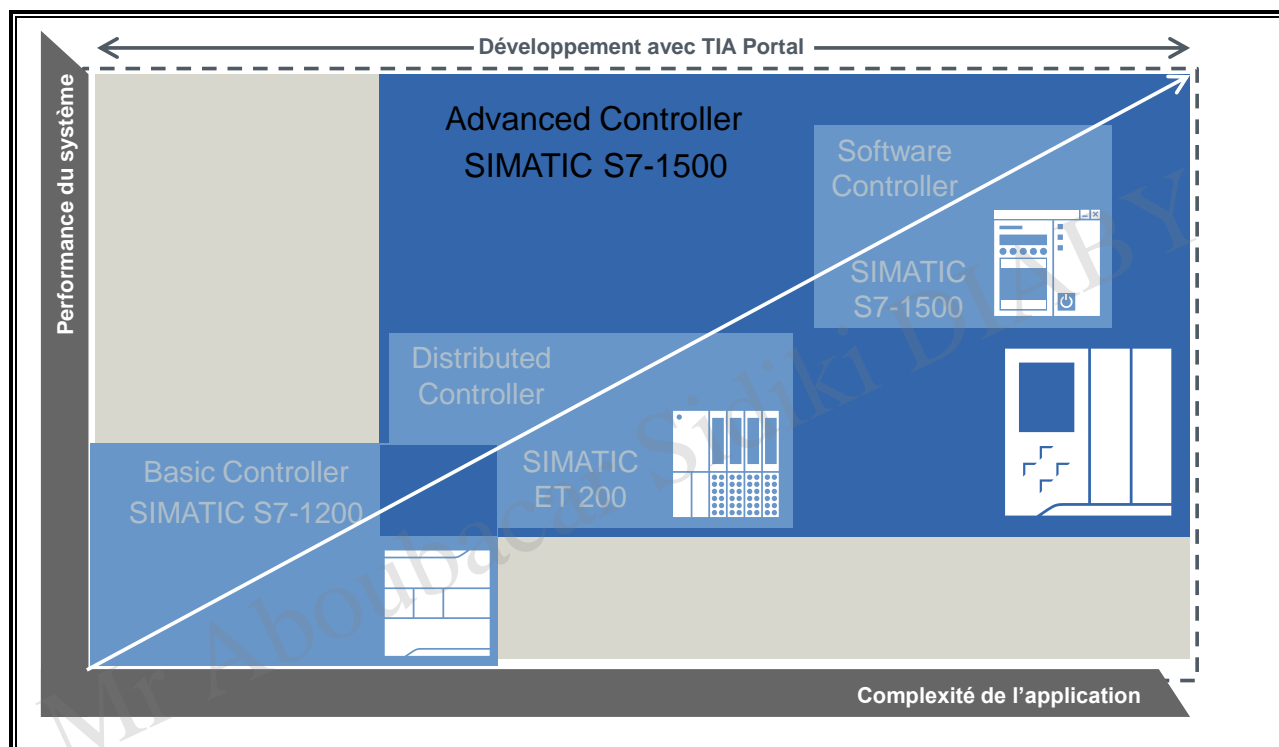 Développement avec TIA Portal
Performance du système
Advanced Controller
SIMATIC S7-1500
Software
Controller
SIMATIC
S7-1500
Distributed
Controller
SIMATIC
ET 200
Basic Controller
SIMATIC S7-1200
Complexité de l’application
Mr Aboubacar Sidiki DIABY